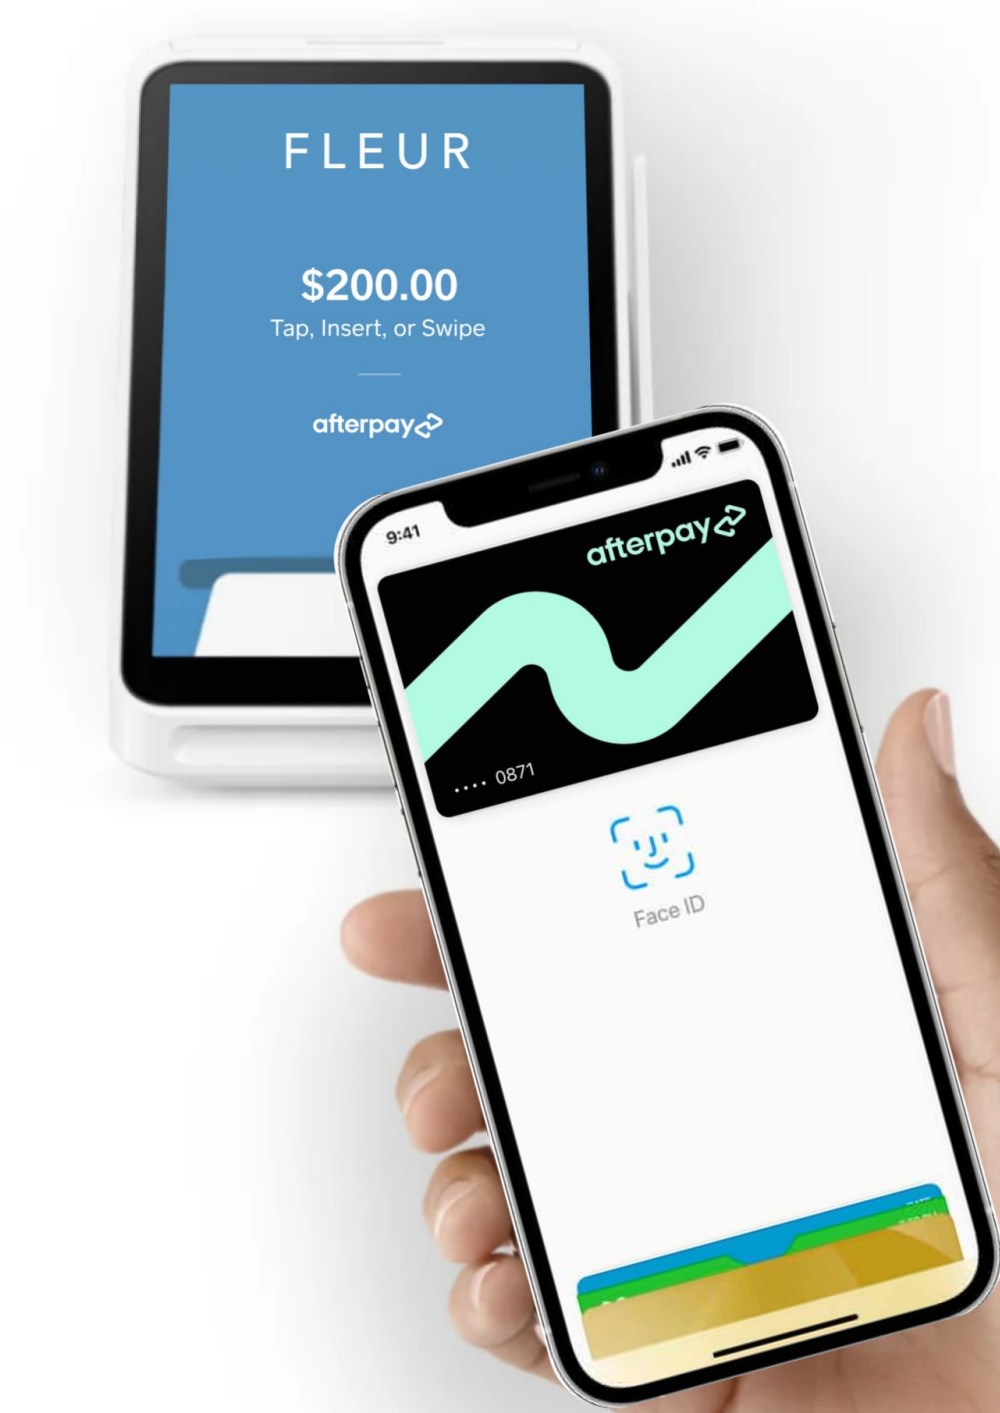 FLEUR
$200.00
Tap, Insert, or Swipe
afterpay
9:41
afterpay
.... 0871
Face ID